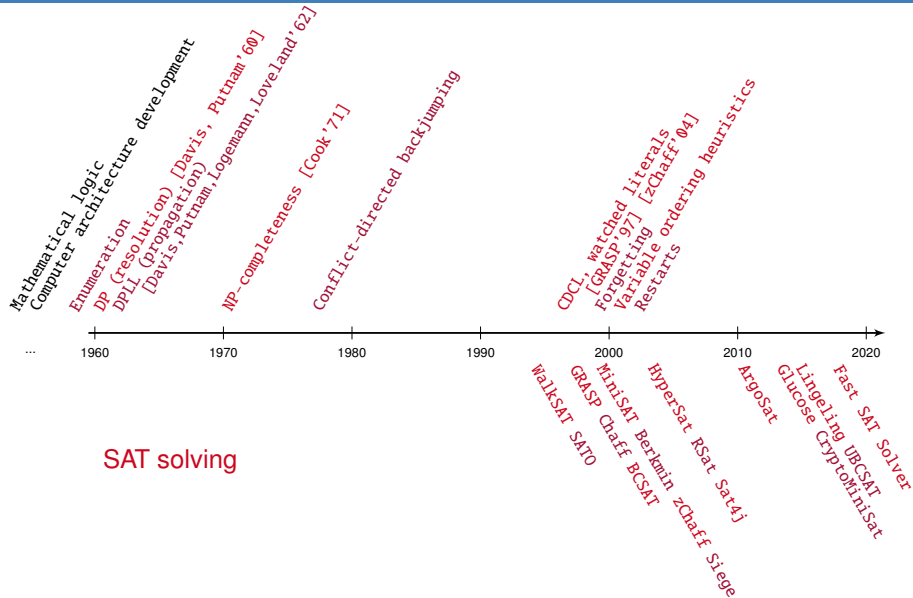 Mathematical logic
Computer architecture development
Enumeration
DP (resolution) [Davis, Putnam'60]
DPLL (propagation)
[Davis,Putnam,Logemann,Loveland'62]
NP-completeness [Cook'71]
Conflict-directed backjumping
CDCL, watched literals
[GRASP'97] [zChaff'04]
Forgetting
Variable ordering heuristics
Restarts
... 1960 1970 1980 1990 2000 2010 2020
WalkSAT SATO
GRASP Chaff BCSAT
MiniSAT Berkmin zChaff Siege
HyperSat RSat Sat4j
ArgoSat
Glucose CryptoMiniSat
Lingeling UBCSAT
Fast SAT Solver
SAT solving